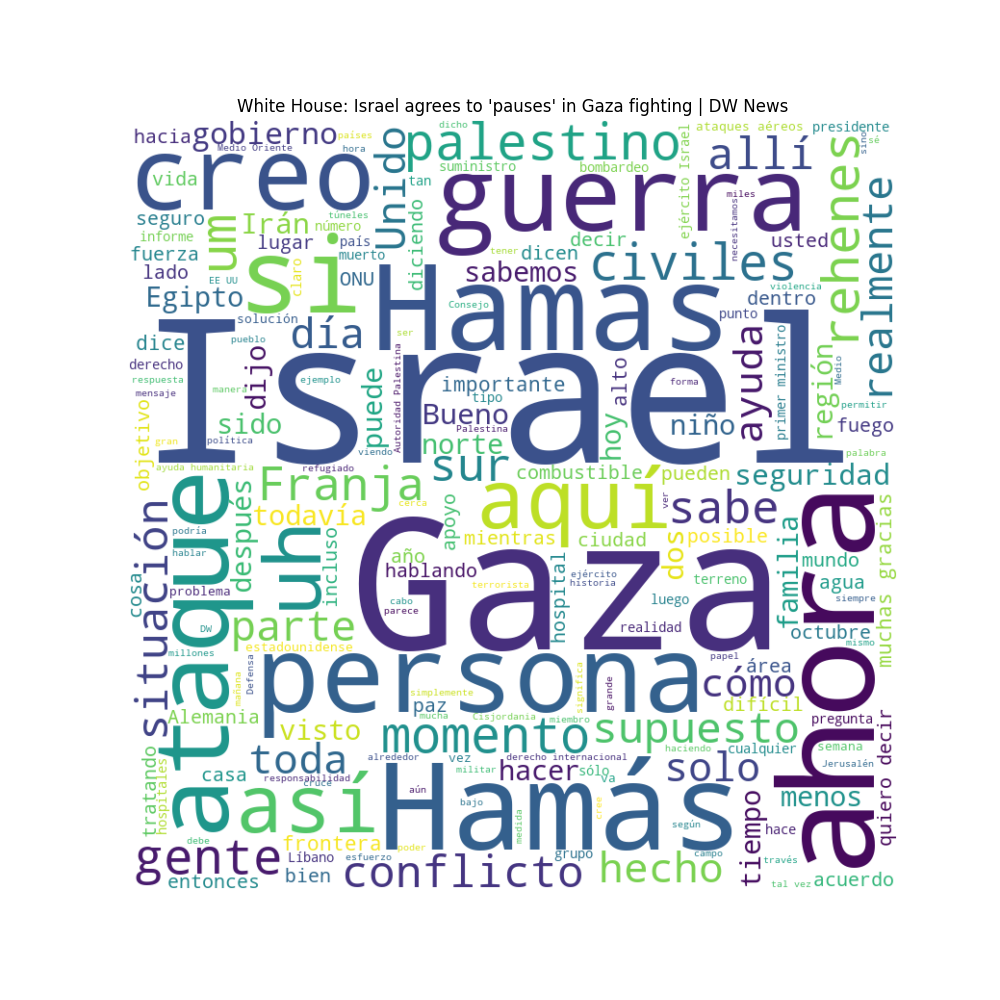 White House: Israel agrees to 'pauses' in Gaza fighting | DW News
hacia
gobierno
países
Medio Oriente
hora
dicho
palestino
ataques aéreos
presidente
sino
sé
creo
Unido
suministro
bombardeo
allí
vida
tan
guerra
ejército Israel
miles
necesitamos
rehenes
realmente
seguro
um
Irán
túneles
número
informe
fuerza
lugar
país
muerto
diciendo
tener
dicen
decir
usted
lado
EE UU
claro
si
ONU
sabemos
civiles
violencia
Egipto
Hamas
Consejo
dentro
solución
día
ser
punto
dice
pueblo
Israel
derecho
dijo
respuesta
mensaje
manera
ejemplo
puede
Autoridad Palestina
importante
tipo
alto
forma
ayuda
primer ministro
región
Medio
permitir
objetivo
gran
sido
política
Bueno
Palestina
viendo
norte
hoy
niño
fuego
palabra
ayuda humanitaria
refugiado
cerca
sur
combustible
pueden
seguridad
ataque
después
Franja
aquí
ver
sabe
ahora
situación
todavía
apoyo
mientras
ciudad
dos
posible
familia
mundo
muchas gracias
podría
hablar
uh
incluso
año
hablando
hospital
ejército
historia
terreno
agua
cosa
problema
cabo
parece
terrorista
Gaza
luego
siempre
DW
parte
realidad
octubre
mismo
millones
estadounidense
persona
papel
área
mañana
Defensa
simplemente
significa
grande
cómo
Alemania
paz
mucha
Cisjordania
miembro
difícil
visto
momento
supuesto
pregunta
quiero decir
tratando
hospitales
toda
alrededor
vez
derecho internacional
haciendo
cualquier
semana
casa
responsabilidad
cruce
militar
hacer
sólo
va
solo
Jerusalén
así
aún
Hamás
bajo
medida
cree
menos
debe
frontera
poder
según
tiempo
hace
gente
Líbano
esfuerzo
grupo
campo
través
entonces
bien
conflicto
hecho
tal vez
acuerdo